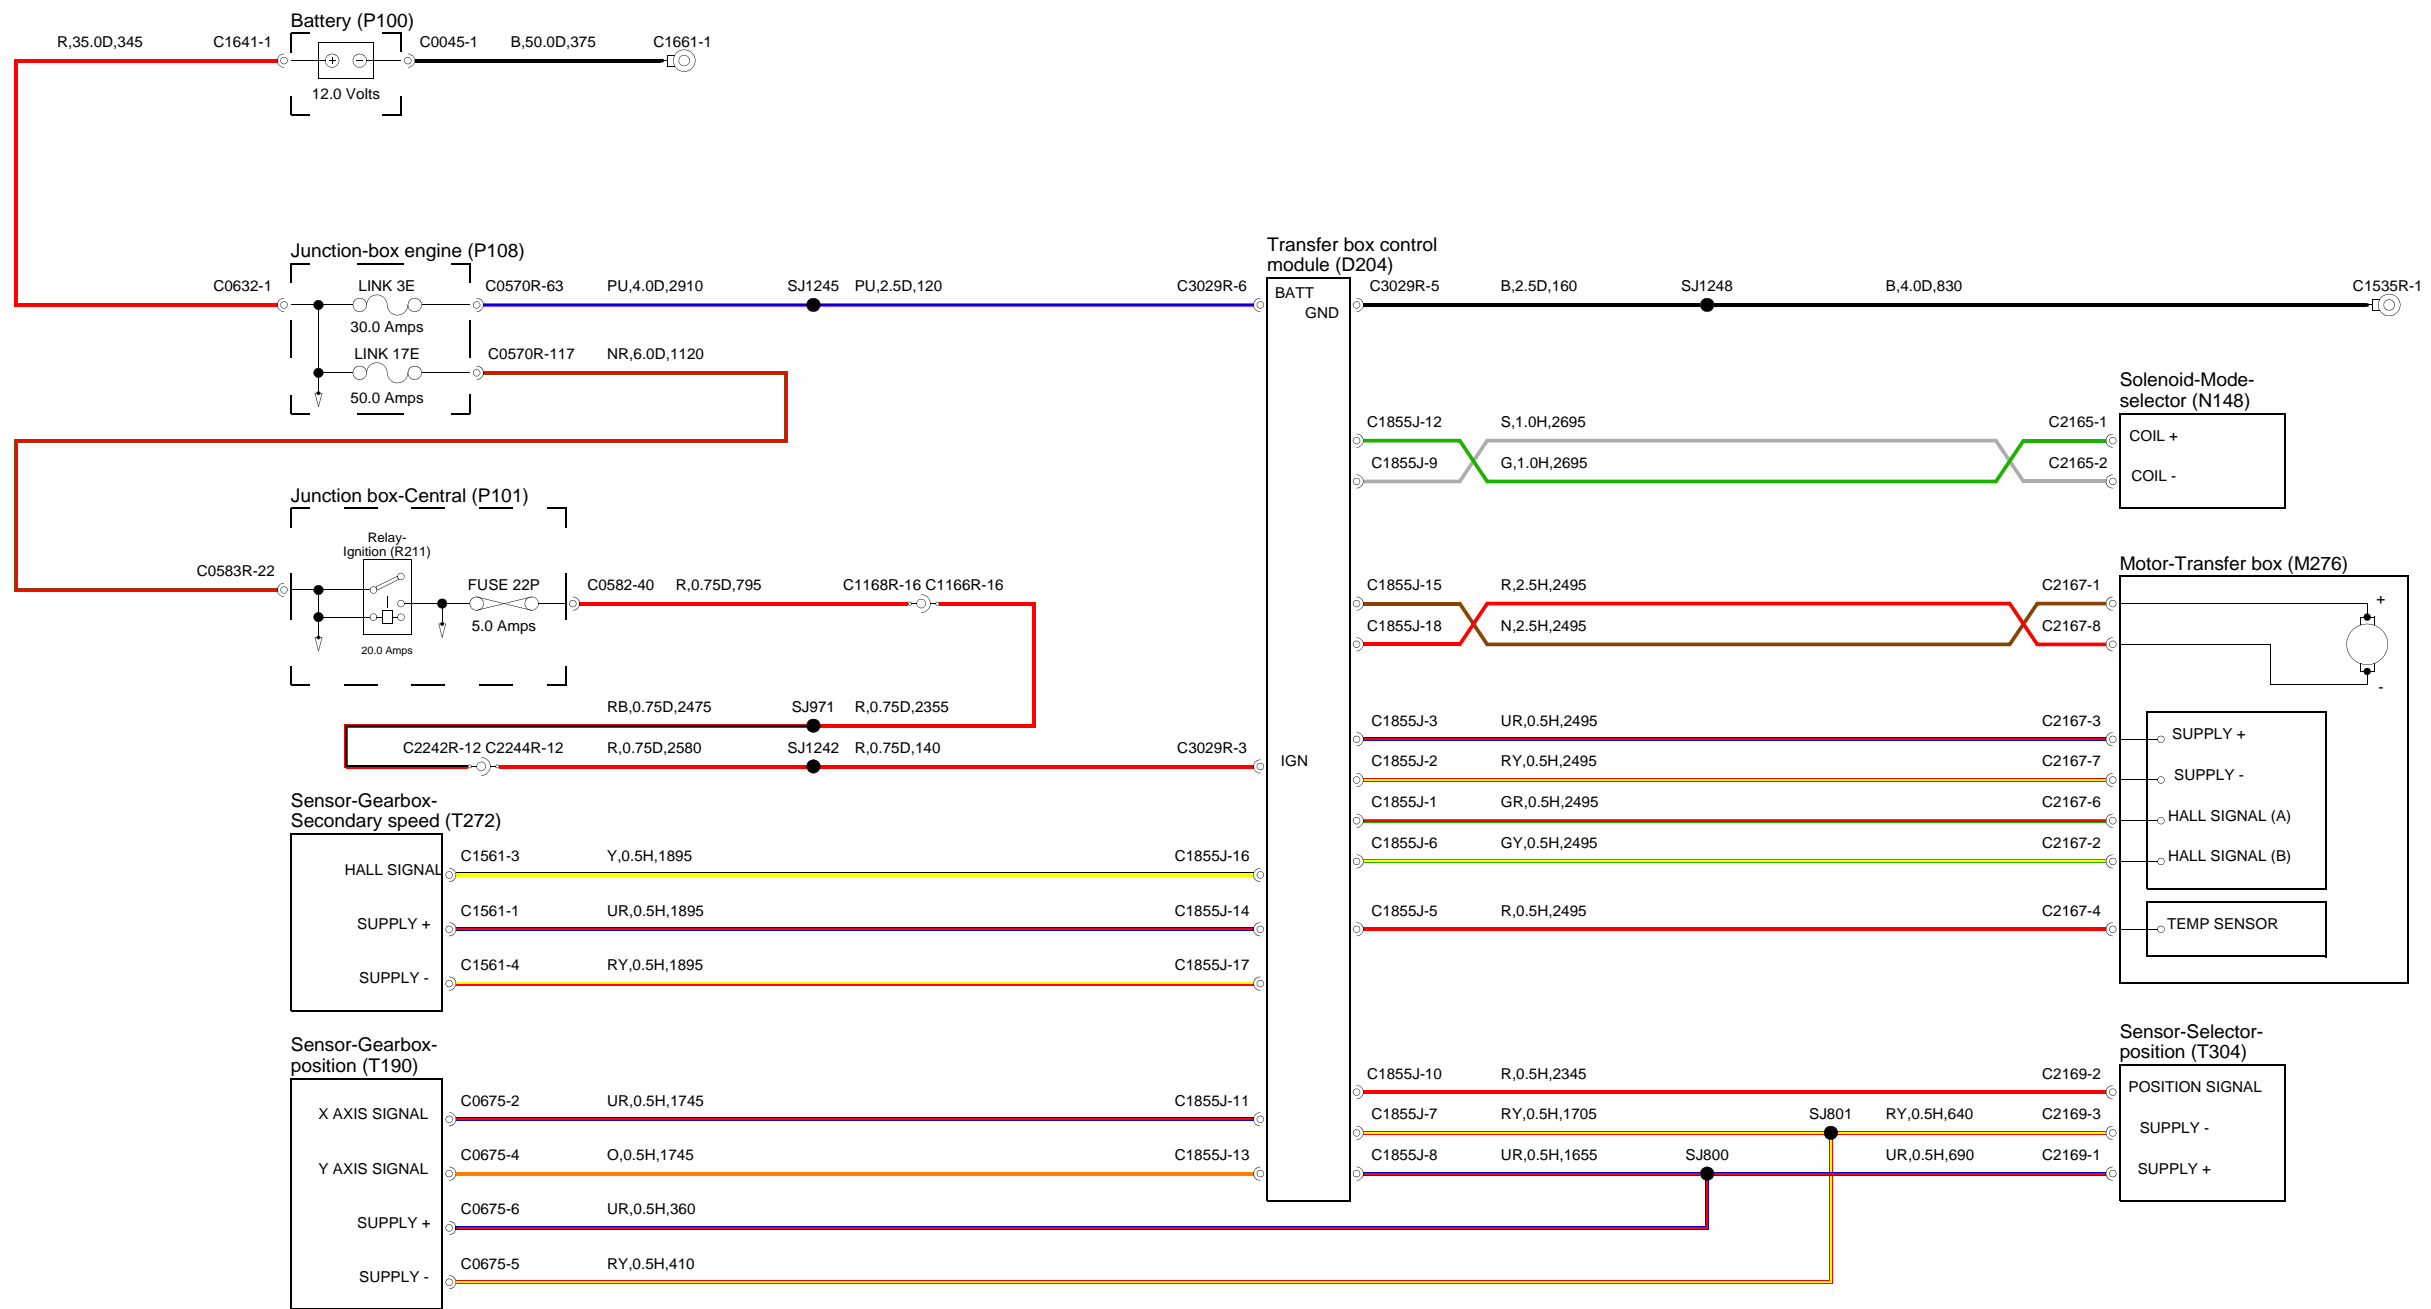 Battery (P100)
R,35.0D,345
C1641-1
C0045-1
B,50.0D,375
C1661-1
12.0 Volts
Junction-box engine (P108)
C0632-1
LINK 3E
30.0 Amps
LINK 17E
50.0 Amps
C0570R-63
PU,4.0D,2910
SJ1245
PU,2.5D,120
C3029R-6
C0570R-117
NR,6.0D,1120
Transfer box control
module (D204)
BATT
GND
IGN
C3029R-5
B,2.5D,160
SJ1248
B,4.0D,830
C1535R-1
Solenoid-Mode-
selector (N148)
C1855J-12
S,1.0H,2695
C2165-1
COIL +
C1855J-9
G,1.0H,2695
C2165-2
COIL -
Junction box-Central (P101)
Relay-
Ignition (R211)
20.0 Amps
C0583R-22
FUSE 22P
5.0 Amps
C0582-40
R,0.75D,795
C1168R-16
C1166R-16
RB,0.75D,2475
SJ971
R,0.75D,2355
C2242R-12
C2244R-12
R,0.75D,2580
SJ1242
R,0.75D,140
C3029R-3
Motor-Transfer box (M276)
C1855J-15
R,2.5H,2495
C2167-1
+
C1855J-18
N,2.5H,2495
C2167-8
-
C1855J-3
UR,0.5H,2495
C2167-3
SUPPLY +
C1855J-2
RY,0.5H,2495
C2167-7
SUPPLY -
C1855J-1
GR,0.5H,2495
C2167-6
HALL SIGNAL (A)
C1855J-6
GY,0.5H,2495
C2167-2
HALL SIGNAL (B)
C1855J-5
R,0.5H,2495
C2167-4
TEMP SENSOR
Sensor-Gearbox-
Secondary speed (T272)
HALL SIGNAL
C1561-3
Y,0.5H,1895
C1855J-16
SUPPLY +
C1561-1
UR,0.5H,1895
C1855J-14
SUPPLY -
C1561-4
RY,0.5H,1895
C1855J-17
Sensor-Gearbox-
position (T190)
X AXIS SIGNAL
C0675-2
UR,0.5H,1745
C1855J-11
Y AXIS SIGNAL
C0675-4
O,0.5H,1745
C1855J-13
SUPPLY +
C0675-6
UR,0.5H,360
SUPPLY -
C0675-5
RY,0.5H,410
Sensor-Selector-
position (T304)
C1855J-10
R,0.5H,2345
C2169-2
POSITION SIGNAL
C1855J-7
RY,0.5H,1705
SJ801
RY,0.5H,640
C2169-3
SUPPLY -
C1855J-8
UR,0.5H,1655
SJ800
UR,0.5H,690
C2169-1
SUPPLY +